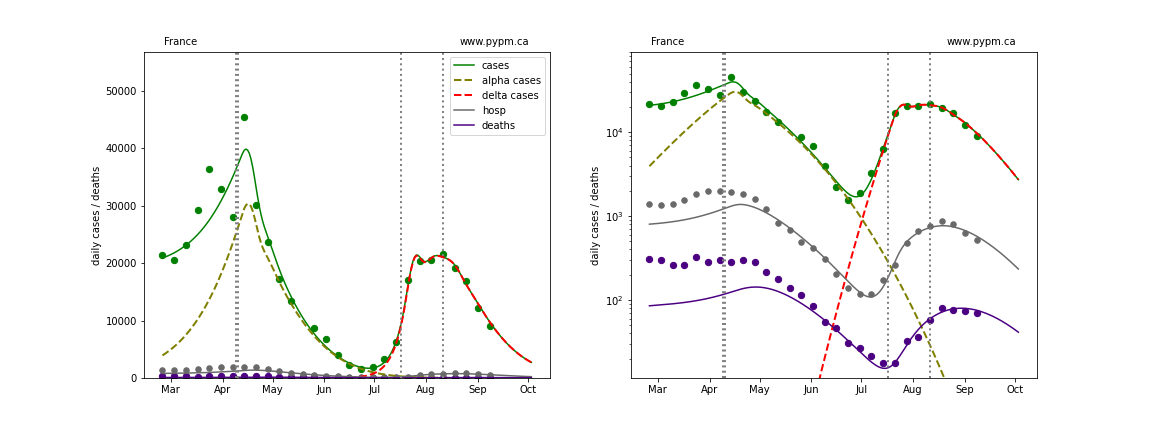 France www.pypm.ca
cases
alpha cases
delta cases
hosp
deaths
50000
40000
30000
20000
10000
0
daily cases / deaths
Mar Apr May Jun Jul Aug Sep Oct
France www.pypm.ca
10⁴
10³
10²
daily cases / deaths
Mar Apr May Jun Jul Aug Sep Oct